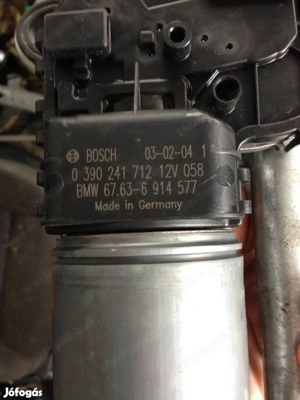 BOSCH 03-02-04 1
0 390 241 712 12V 058
BMW 67.63-6 914 577
Made in Germany
Jófogás